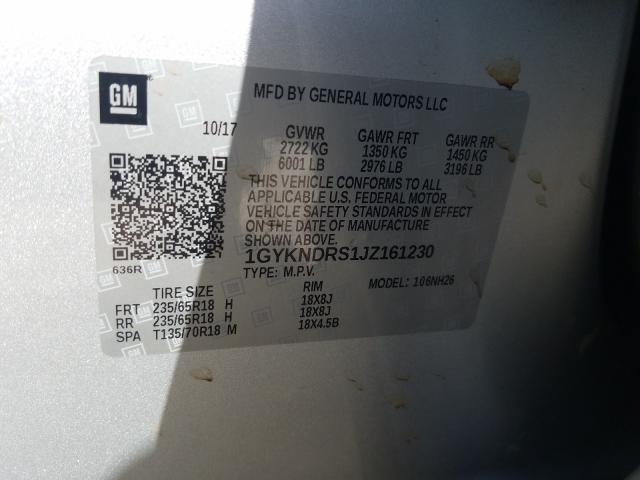 GM
MFD BY GENERAL MOTORS LLC
10/17 GVWR GAWR FRT GAWR RR
2722 KG 1350 KG 1450 KG
6001 LB 2976 LB 3196 LB
THIS VEHICLE CONFORMS TO ALL
APPLICABLE U.S. FEDERAL MOTOR
VEHICLE SAFETY STANDARDS IN EFFECT
ON THE DATE OF MANUFACTURE
SHOWN ABOVE.
636R 1GYKNDRS1JZ161230
TYPE: M.P.V. MODEL: 106NH26
TIRE SIZE RIM
FRT 235/65R18 H 18X8J
RR 235/65R18 H 18X8J
SPA T135/70R18 M 18X4.5B